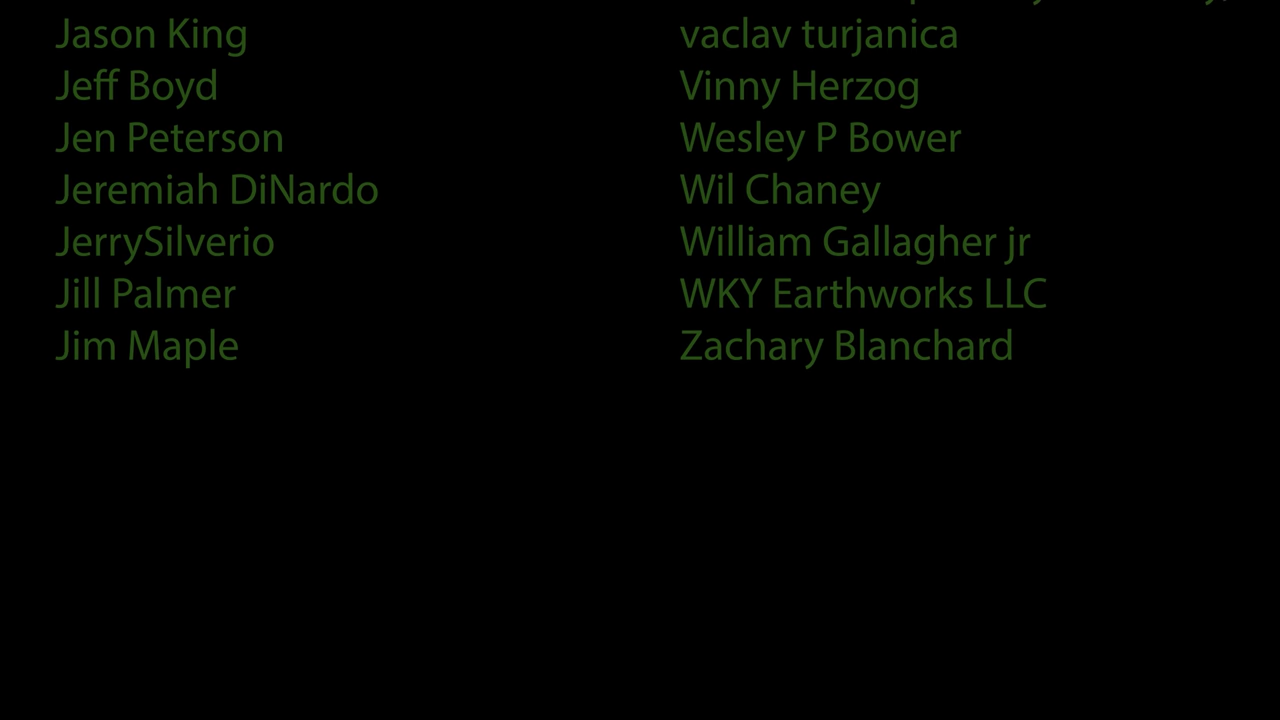 Jason King
Jeff Boyd
Jen Peterson
Jeremiah DiNardo
JerrySilverio
Jill Palmer
Jim Maple
vaclav turjanica
Vinny Herzog
Wesley P Bower
Wil Chaney
William Gallagher jr
WKY Earthworks LLC
Zachary Blanchard